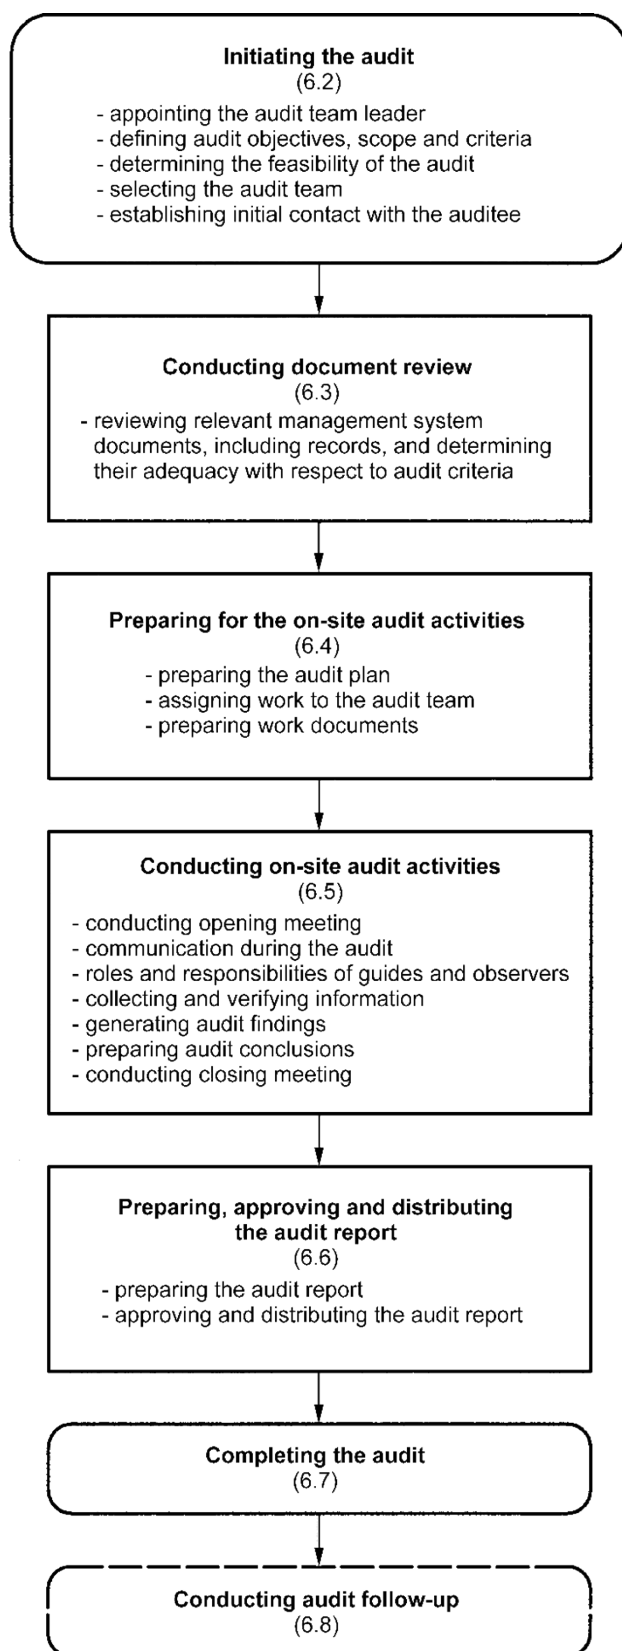 Initiating the audit
(6.2)
- appointing the audit team leader
- defining audit objectives, scope and criteria
- determining the feasibility of the audit
- selecting the audit team
- establishing initial contact with the auditee
Conducting document review
(6.3)
- reviewing relevant management system
documents, including records, and determining
their adequacy with respect to audit criteria
Preparing for the on-site audit activities
(6.4)
- preparing the audit plan
- assigning work to the audit team
- preparing work documents
Conducting on-site audit activities
(6.5)
- conducting opening meeting
- communication during the audit
- roles and responsibilities of guides and observers
- collecting and verifying information
- generating audit findings
- preparing audit conclusions
- conducting closing meeting
Preparing, approving and distributing
the audit report
(6.6)
- preparing the audit report
- approving and distributing the audit report
Completing the audit
(6.7)
Conducting audit follow-up
(6.8)